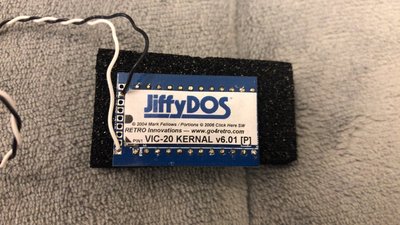 JiffyDOS
© 2004 Mark Fellows / Portions © 2006 Click Here SW
RETRO Innovations — www.go4retro.com
PIN1 VIC-20 KERNAL v6.01 [P]